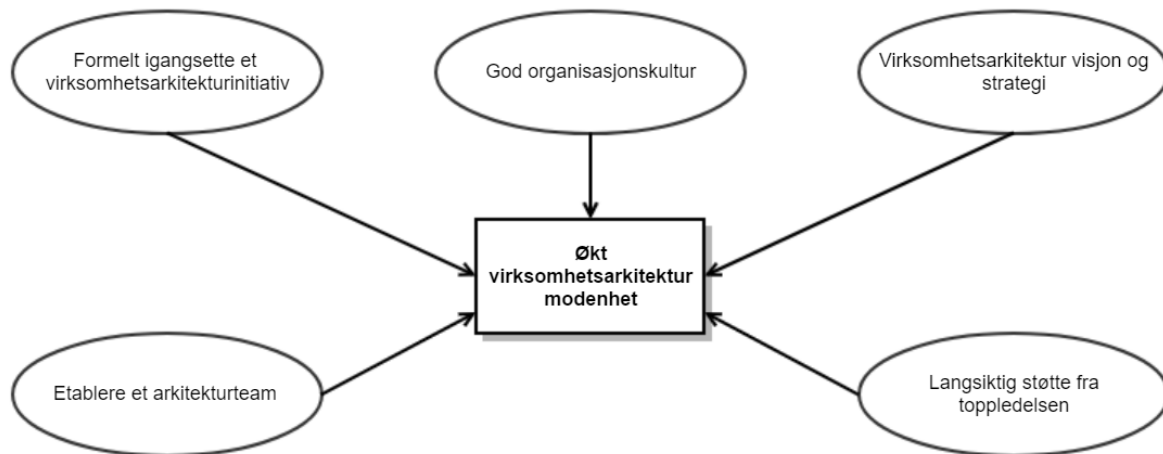 Formelt igangsette et
virksomhetsarkitekturinitiativ
God organisasjonskultur
Virksomhetsarkitektur visjon og
strategi
Økt
virksomhetsarkitektur
modenhet
Etablere et arkitekturteam
Langsiktig støtte fra
toppledelsen